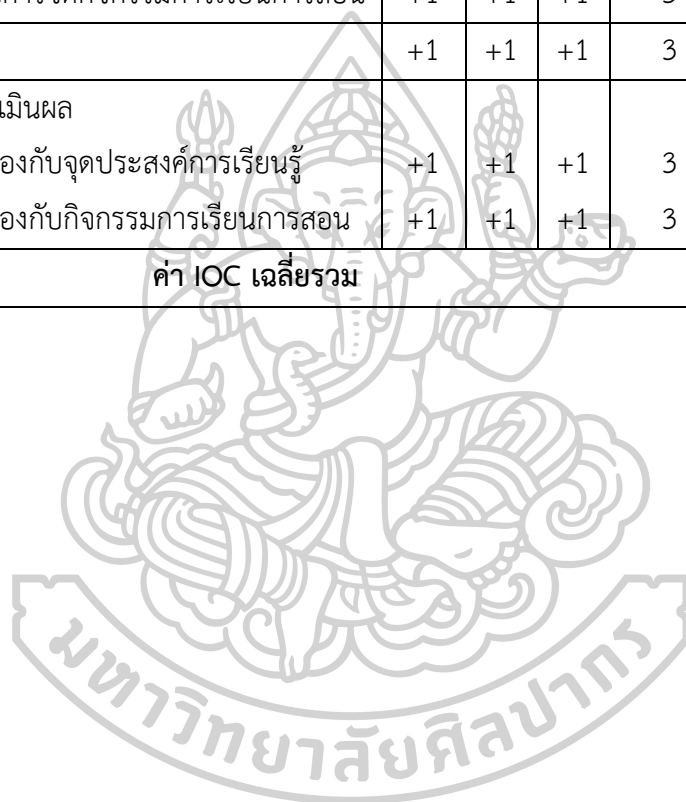 +1 +1 +1 3
เมินผล
องกับจุดประสงค์การเรียนรู้ +1 +1 +1 3
องกับกิจกรรมการเรียนการสอน +1 +1 +1 3
ค่า IOC เฉลี่ยรวม
มหาวิทยาลัยศิลปากร